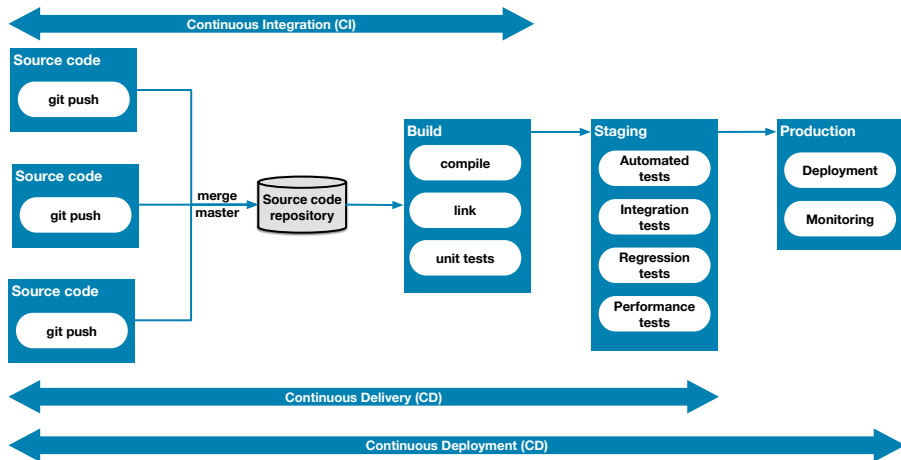 Continuous Integration (CI)
Source code
git push
Source code
git push
Source code
git push
merge
master
Source code
repository
Build
compile
link
unit tests
Staging
Automated
tests
Integration
tests
Regression
tests
Performance
tests
Production
Deployment
Monitoring
Continuous Delivery (CD)
Continuous Deployment (CD)